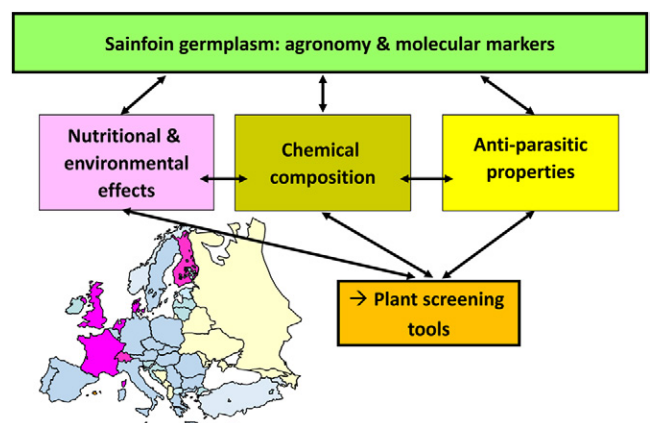 Sainfoin germplasm: agronomy & molecular markers
Nutritional &
environmental
effects
Chemical
composition
Anti-parasitic
properties
→ Plant screening
tools